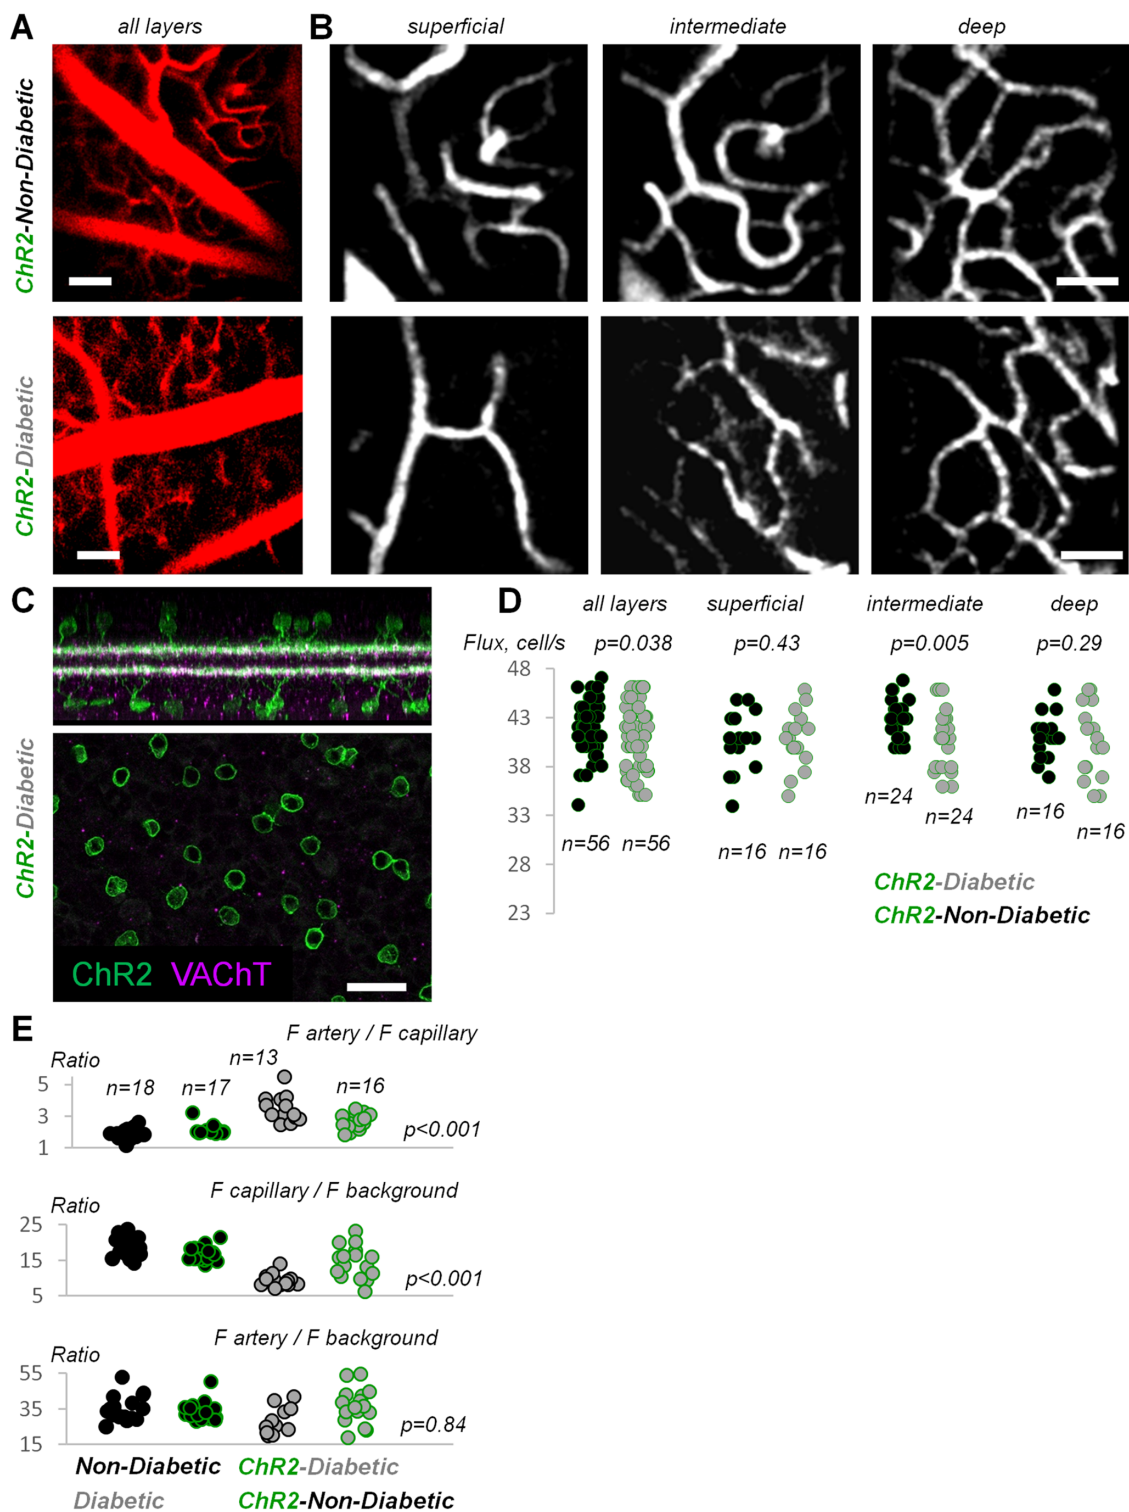 A
all layers
B
superficial
intermediate
deep
ChR2-Non-Diabetic
ChR2-Diabetic
C
ChR2-Diabetic
ChR2 VAChT
D
all layers
superficial
intermediate
deep
Flux, cell/s
p=0.038
p=0.43
p=0.005
p=0.29
48
43
38
33
28
23
n=56
n=56
n=16
n=16
n=24
n=24
n=16
n=16
ChR2-Diabetic
ChR2-Non-Diabetic
E
F artery / F capillary
Ratio
n=18
n=17
n=13
n=16
5
3
1
p<0.001
F capillary / F background
Ratio
25
15
5
p<0.001
F artery / F background
Ratio
55
35
15
p=0.84
Non-Diabetic
ChR2-Diabetic
Diabetic
ChR2-Non-Diabetic